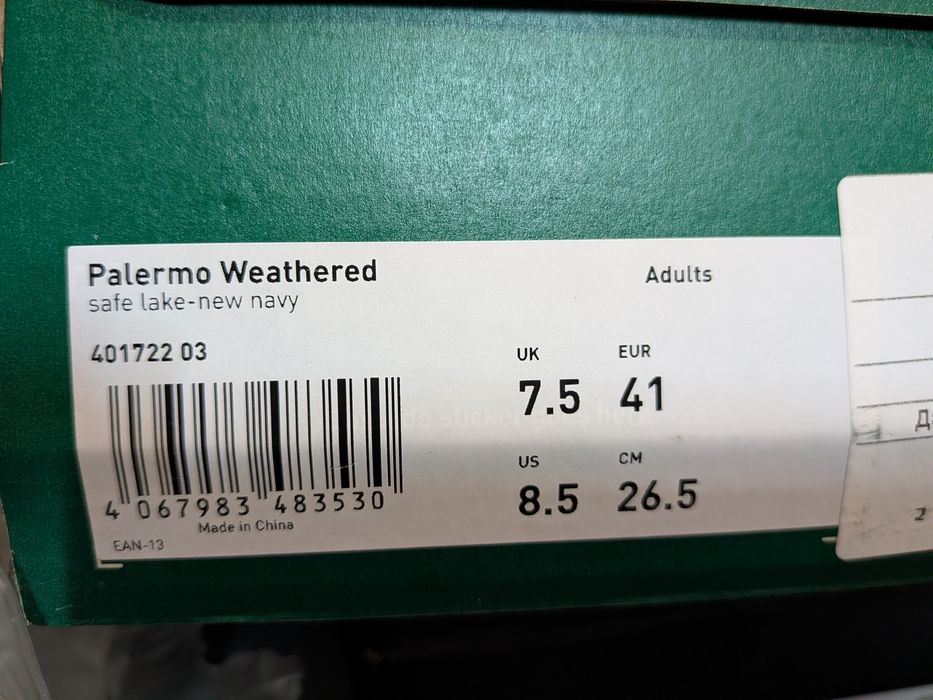 Palermo Weathered
safe lake-new navy
Adults
401722 03
UK
EUR
7.5
41
US
CM
8.5
26.5
4 067983 483530
Made in China
EAN-13
2